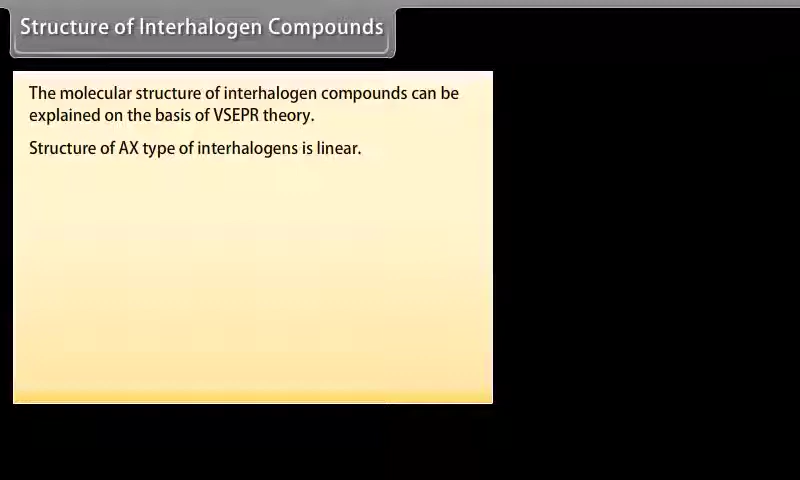 Structure of Interhalogen Compounds
The molecular structure of interhalogen compounds can be
explained on the basis of VSEPR theory.
Structure of AX type of interhalogens is linear.